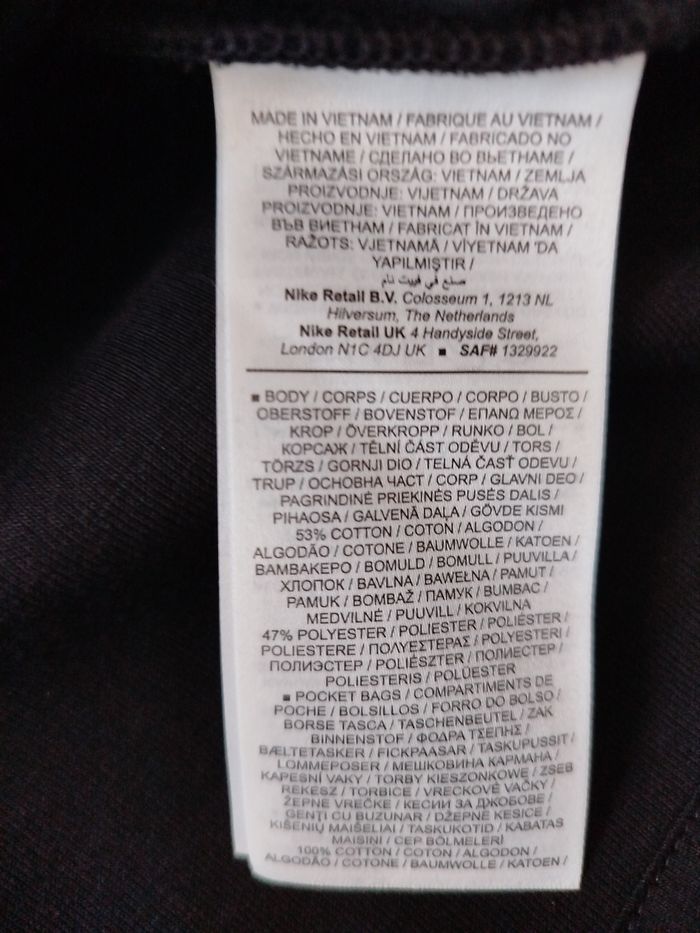 MADE IN VIETNAM / FABRIQUE AU VIETNAM /
HECHO EN VIETNAM / FABRICADO NO
VIETNAME / СДЕЛАНО ВО ВЬЕТНАМЕ /
SZÁRMAZÁSI ORSZÁG: VIETNAM / ZEMLJA
PROIZVODNJE: VIJETNAM / DRŽAVA
PROIZVODNJE: VIETNAM / ПРОИЗВЕДЕНО
ВЪВ ВИЕТНАМ / FABRICAT ÎN VIETNAM /
RAŽOTS: VJETNAMĀ / VİYETNAM 'DA
YAPILMIŞTIR /
صنع في فييت نام
Nike Retail B.V. Colosseum 1, 1213 NL
Hilversum, The Netherlands
Nike Retail UK 4 Handyside Street,
London N1C 4DJ UK ■ SAF# 1329922
■ BODY / CORPS / CUERPO / CORPO / BUSTO /
OBERSTOFF / BOVENSTOF / ΕΠΑΝΩ ΜΕΡΟΣ /
KROP / ÖVERKROPP / RUNKO / BOL /
КОРСАЖ / TĚLNÍ ČÁST ODĚVU / TORS /
TÖRZS / GORNJI DIO / TELNÁ ČASŤ ODEVU /
TRUP / ОСНОВНА ЧАСТ / CORP / GLAVNI DEO /
PAGRINDINĖ PRIEKINĖS PUSĖS DALIS /
PIHAOSA / GALVENĀ DAĻA / GÖVDE KISMI
53% COTTON / COTON / ALGODON /
ALGODÃO / COTONE / BAUMWOLLE / KATOEN /
ΒΑΜΒΑΚΕΡΟ / BOMULD / BOMULL / PUUVILLA /
ХЛОПОК / BAVLNA / BAWEŁNA / PAMUT /
PAMUK / BOMBAŽ / ПАМУК / BUMBAC /
MEDVILNĖ / PUUVILL / KOKVILNA
47% POLYESTER / POLIESTER / POLIÉSTER /
POLIESTERE / ΠΟΛΥΕΣΤΕΡΑΣ / POLYESTERI /
ПОЛИЭСТЕР / POLIÉSZTER / ПОЛИЕСТЕР /
POLIESTERIS / POLÜESTER
■ POCKET BAGS / COMPARTIMENTS DE
POCHE / BOLSILLOS / FORRO DO BOLSO /
BORSE TASCA / TASCHENBEUTEL / ZAK
BINNENSTOF / ΦΟΔΡΑ ΤΣΕΠΗΣ /
BÆLTETASKER / FICKPAASAR / TASKUPUSSIT /
LOMMEPOSER / МЕШКОВИНА КАРМАНА /
KAPESNÍ VAKY / TORBY KIESZONKOWE / ZSEB
REKESZ / TORBICE / VRECKOVÉ VAČKY /
ŽEPNE VREČKE / КЕСИИ ЗА ДЖОБОВЕ /
GENȚI CU BUZUNAR / DŽEPNE KESICE /
KIŠENIŲ MAIŠELIAI / TASKUKOTID / KABATAS
MAISIŅI / CEP BÖLMELERİ
100% COTTON / COTON / ALGODON /
ALGODÃO / COTONE / BAUMWOLLE / KATOEN /